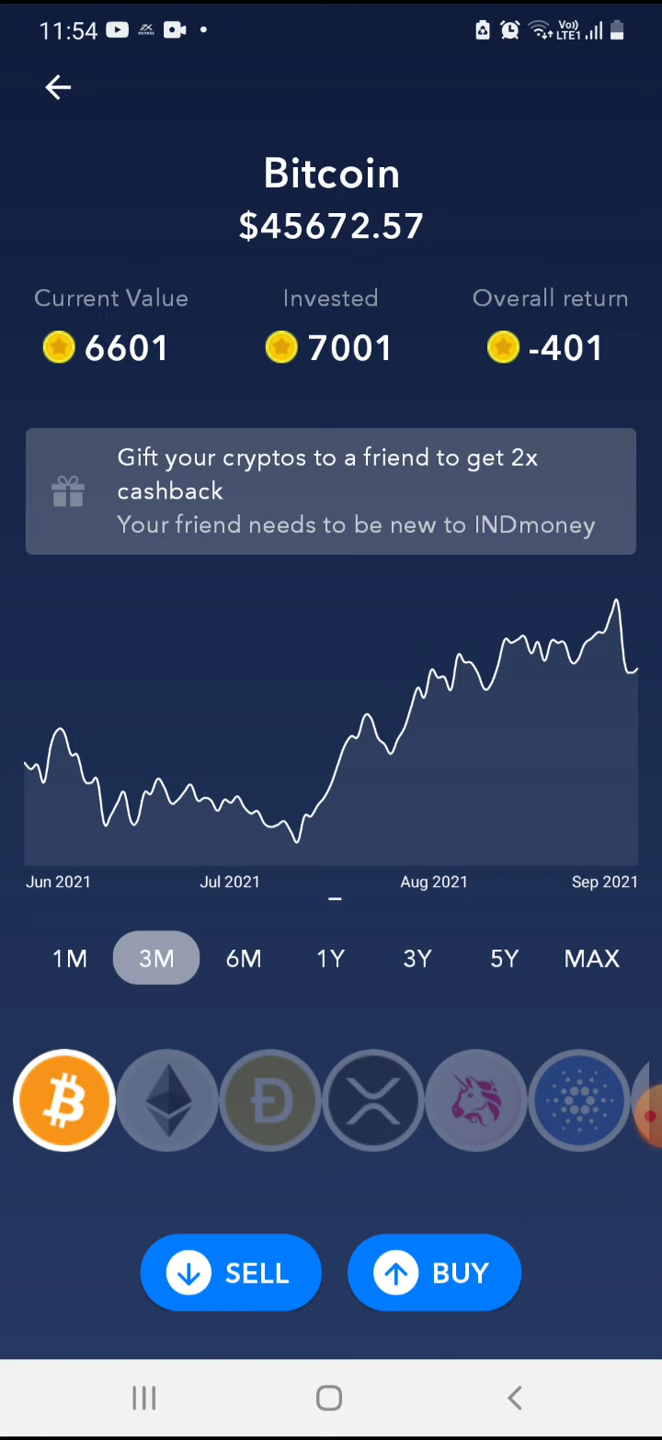 11:54
Vo))
LTE1
Bitcoin
$45672.57
Current Value Invested Overall return
6601 7001 -401
Gift your cryptos to a friend to get 2x
cashback
Your friend needs to be new to INDmoney
Jun 2021 Jul 2021 Aug 2021 Sep 2021
1M 3M 6M 1Y 3Y 5Y MAX
SELL BUY